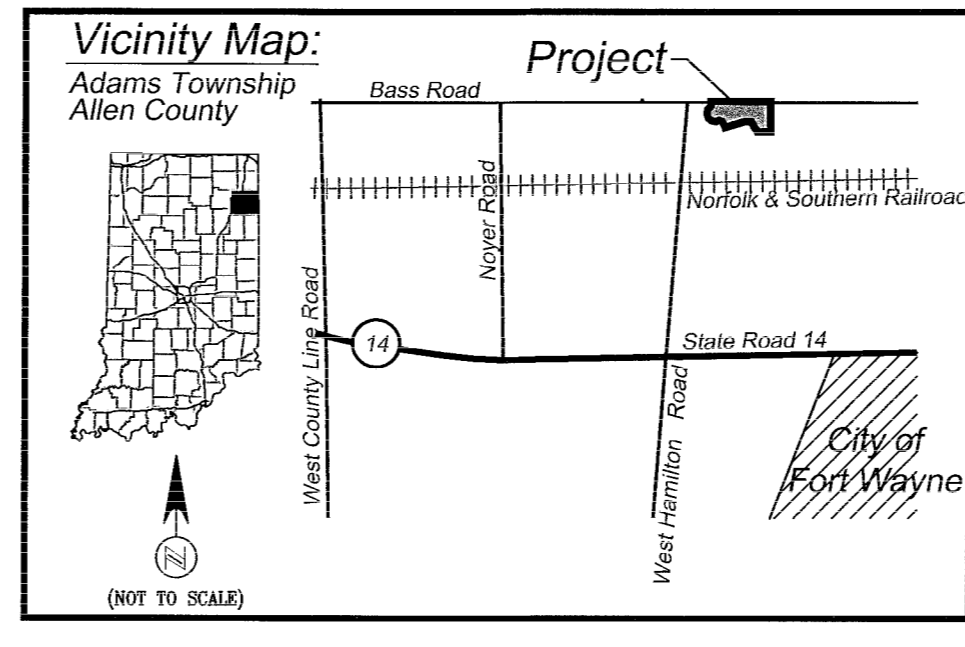 Vicinity Map:
Adams Township
Allen County
Project
Bass Road
Noyer Road
Norfolk & Southern Railroad
West County Line Road
14
State Road 14
West Hamilton Road
City of
Fort Wayne
N
(NOT TO SCALE)